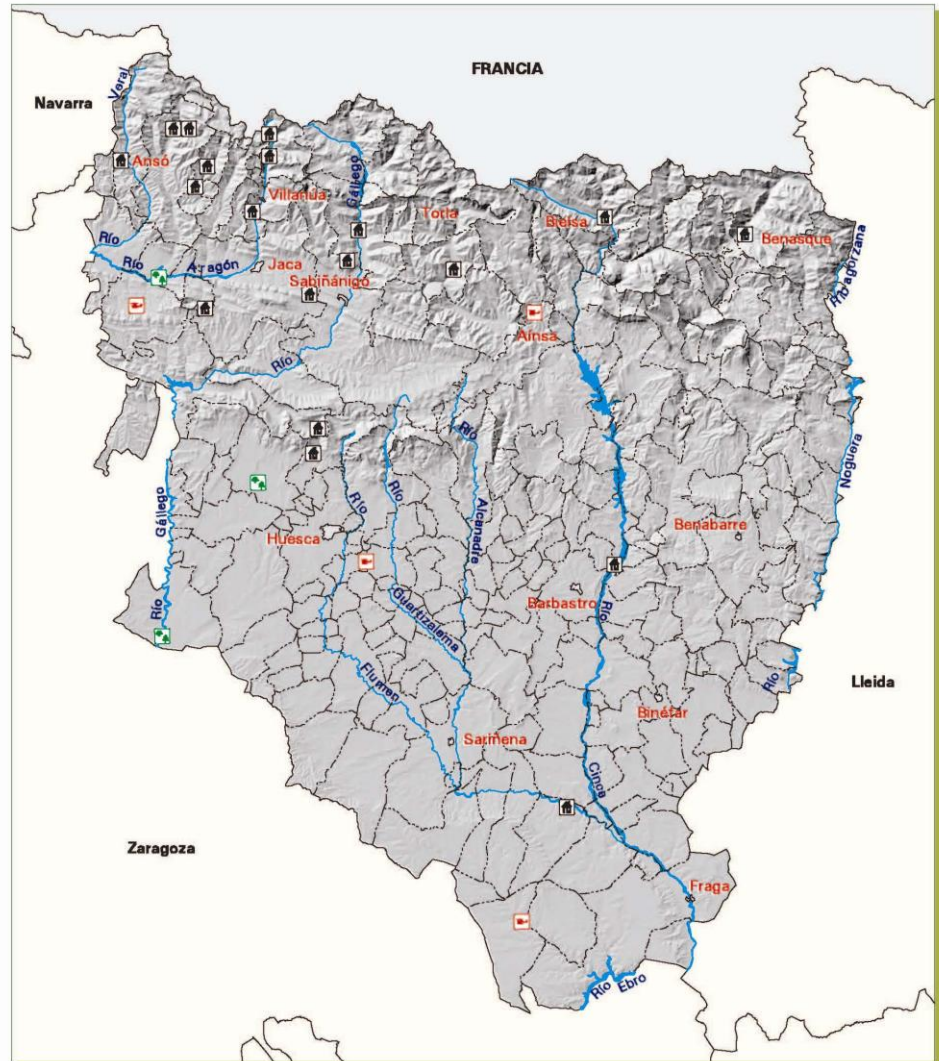 FRANCIA
Navarra
Veral
Ansó
Villanúa
Gállego
Torla
Bielsa
Benasque
Río
Río
Aragón
Jaca
Sabiñánigo
Río
Ribagorzana
Aínsa
Río
Río
Río
Río
Gállego
Alcanadre
Noguera
Huesca
Benabarre
Guatizalema
Barbastro
Río
Río
Flumen
Río
Lleida
Binéfar
Sariñena
Cinca
Zaragoza
Fraga
Río Ebro